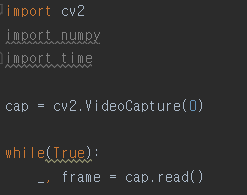 import cv2
import numpy
import time
cap = cv2.VideoCapture(0)
while(True):
    _, frame = cap.read()